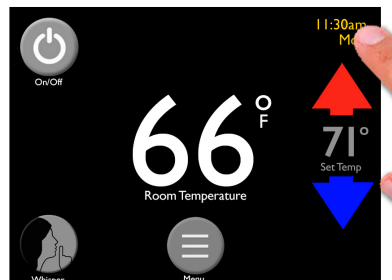 11:30am
On/Off
66°
F
Room Temperature
71°
Set Temp
Menu